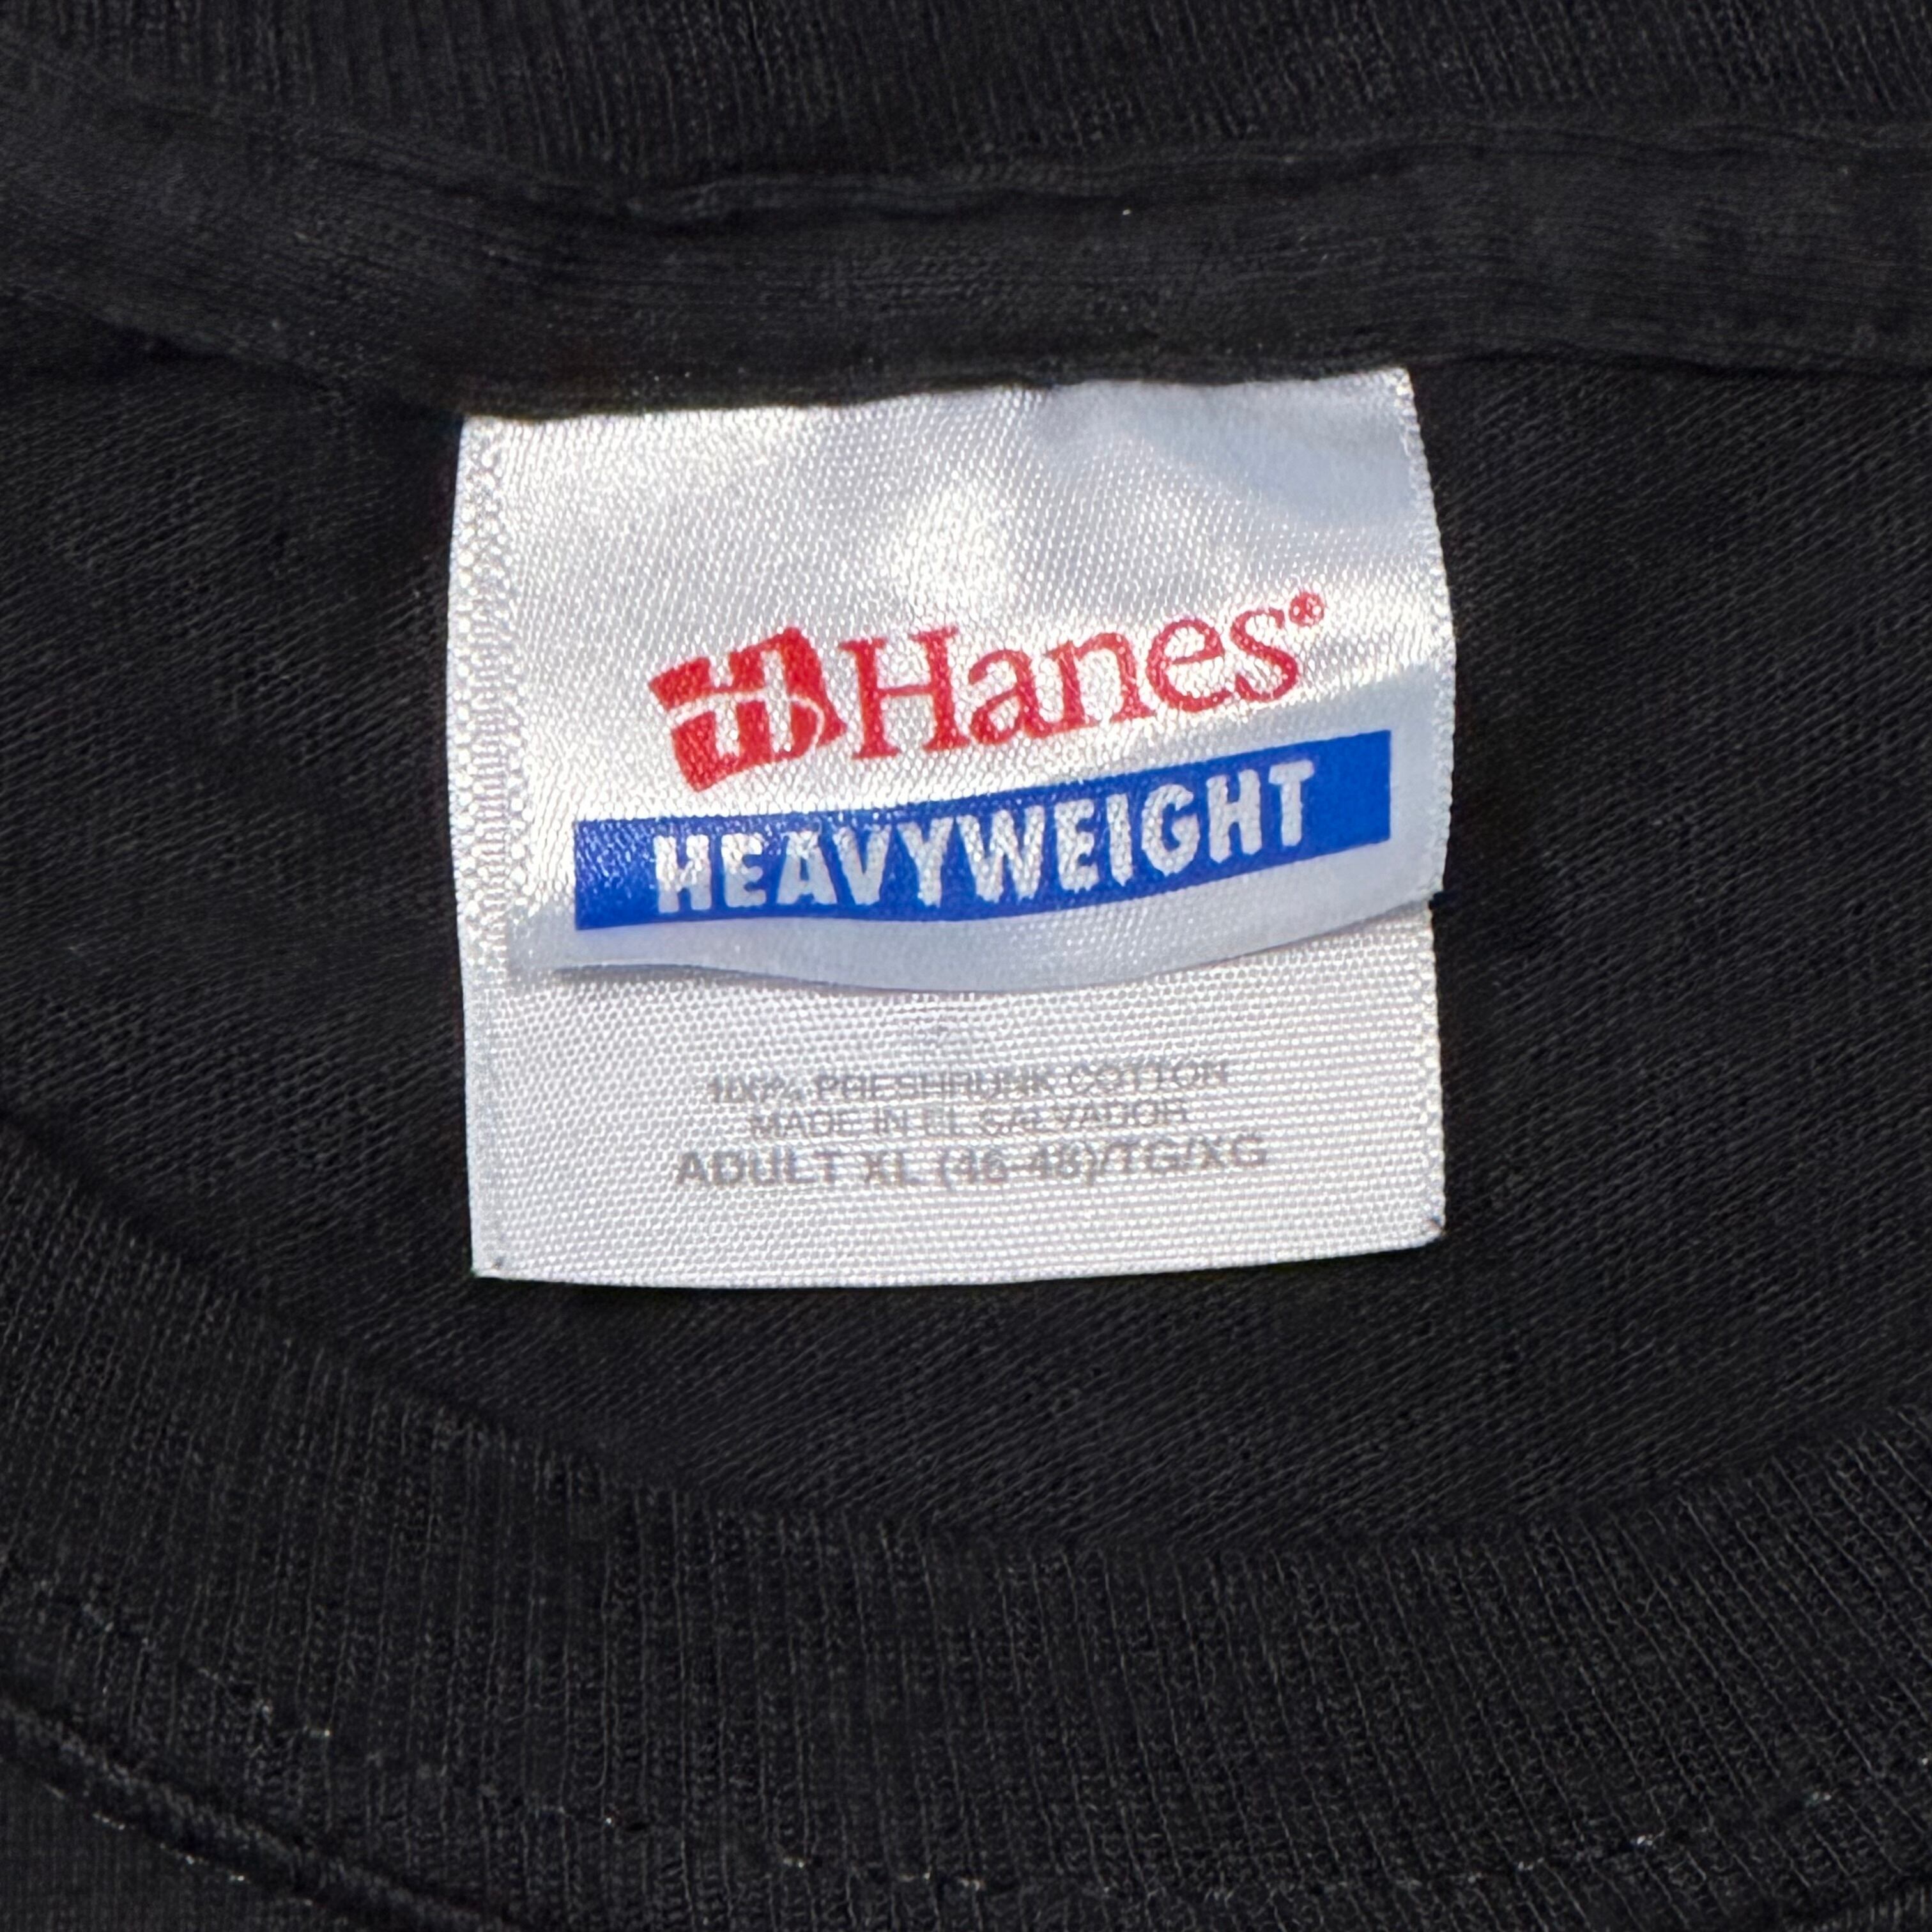 Hanes®
HEAVYWEIGHT
100% PRESHRUNK COTTON
MADE IN EL SALVADOR
ADULT XL (46-48)/TG/XG